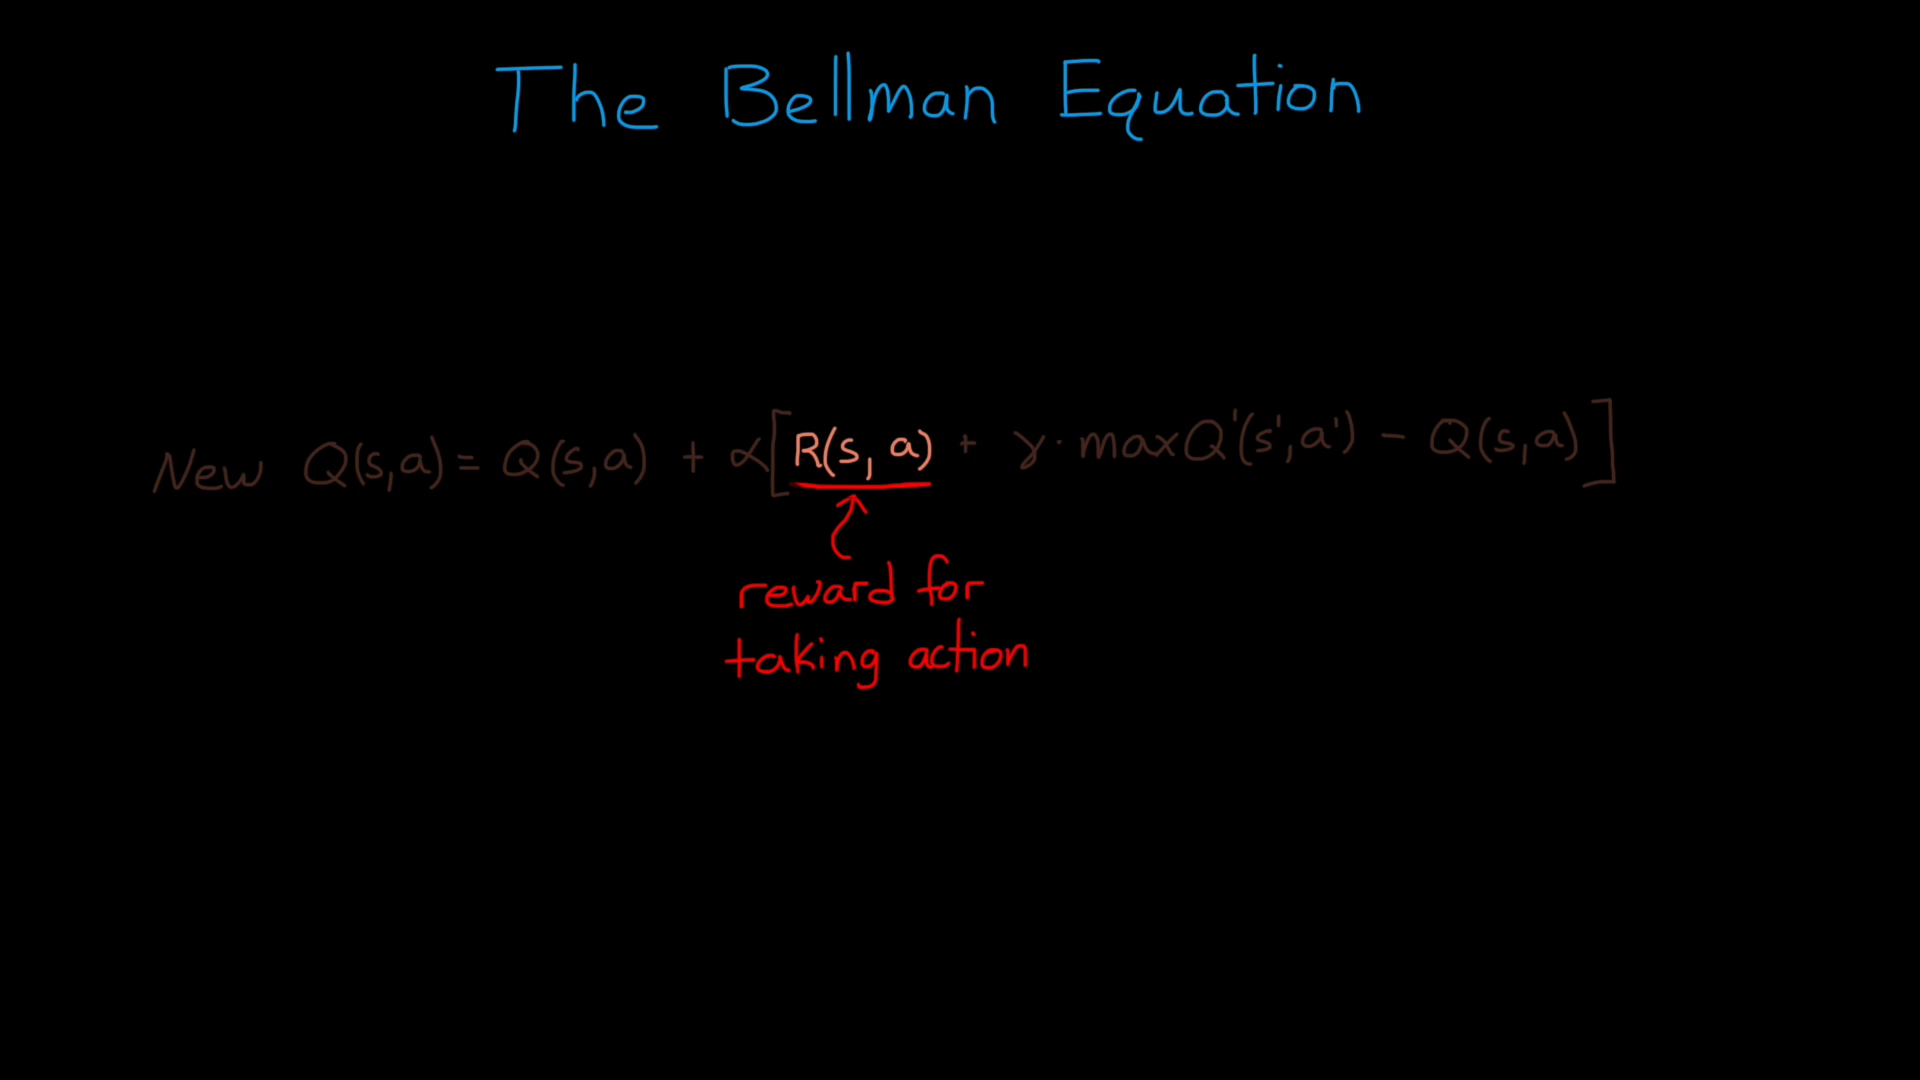 The Bellman Equation
New Q(s,a) = Q(s,a) + α[R(s, a) + γ · maxQ'(s',a') - Q(s,a)]
reward for
taking action